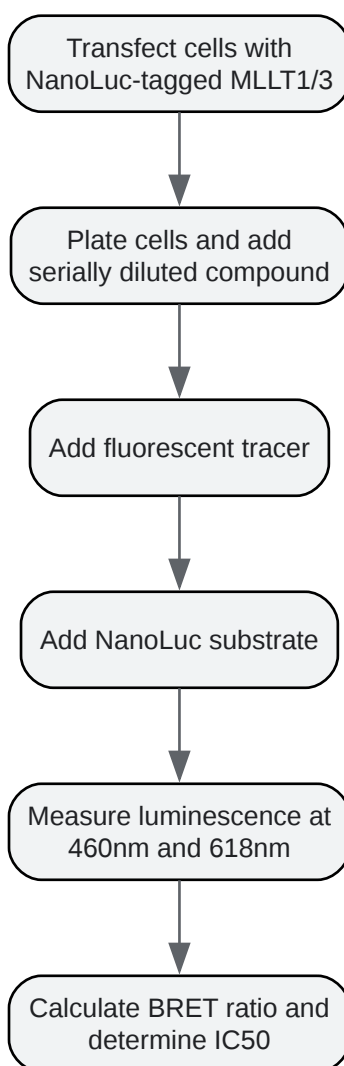 Transfect cells with
NanoLuc-tagged MLLT1/3
Plate cells and add
serially diluted compound
Add fluorescent tracer
Add NanoLuc substrate
Measure luminescence at
460nm and 618nm
Calculate BRET ratio and
determine IC50